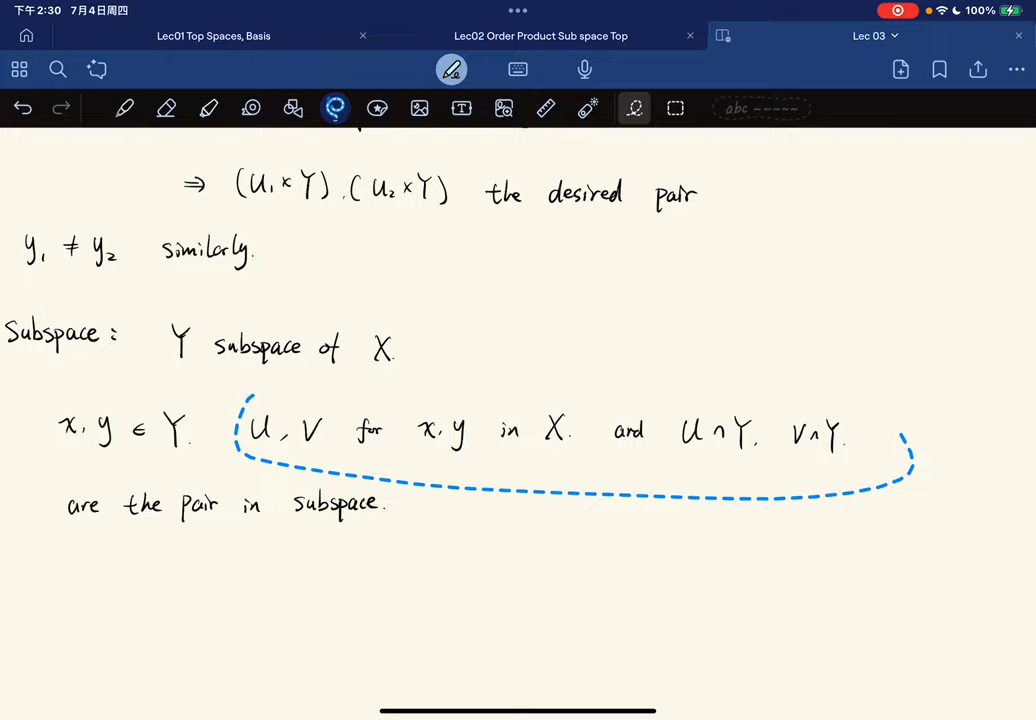 下午2:30 7月4日周四
100%
Lec01 Top Spaces, Basis
Lec02 Order Product Sub space Top
Lec 03
abc
⇒ (U₁ × Y), (U₂ × Y) the desired pair
y₁ ≠ y₂ similarly.
Subspace: Y subspace of X.
x, y ∈ Y. U, V for x, y in X. and U ∩ Y, V ∩ Y.
are the pair in subspace.